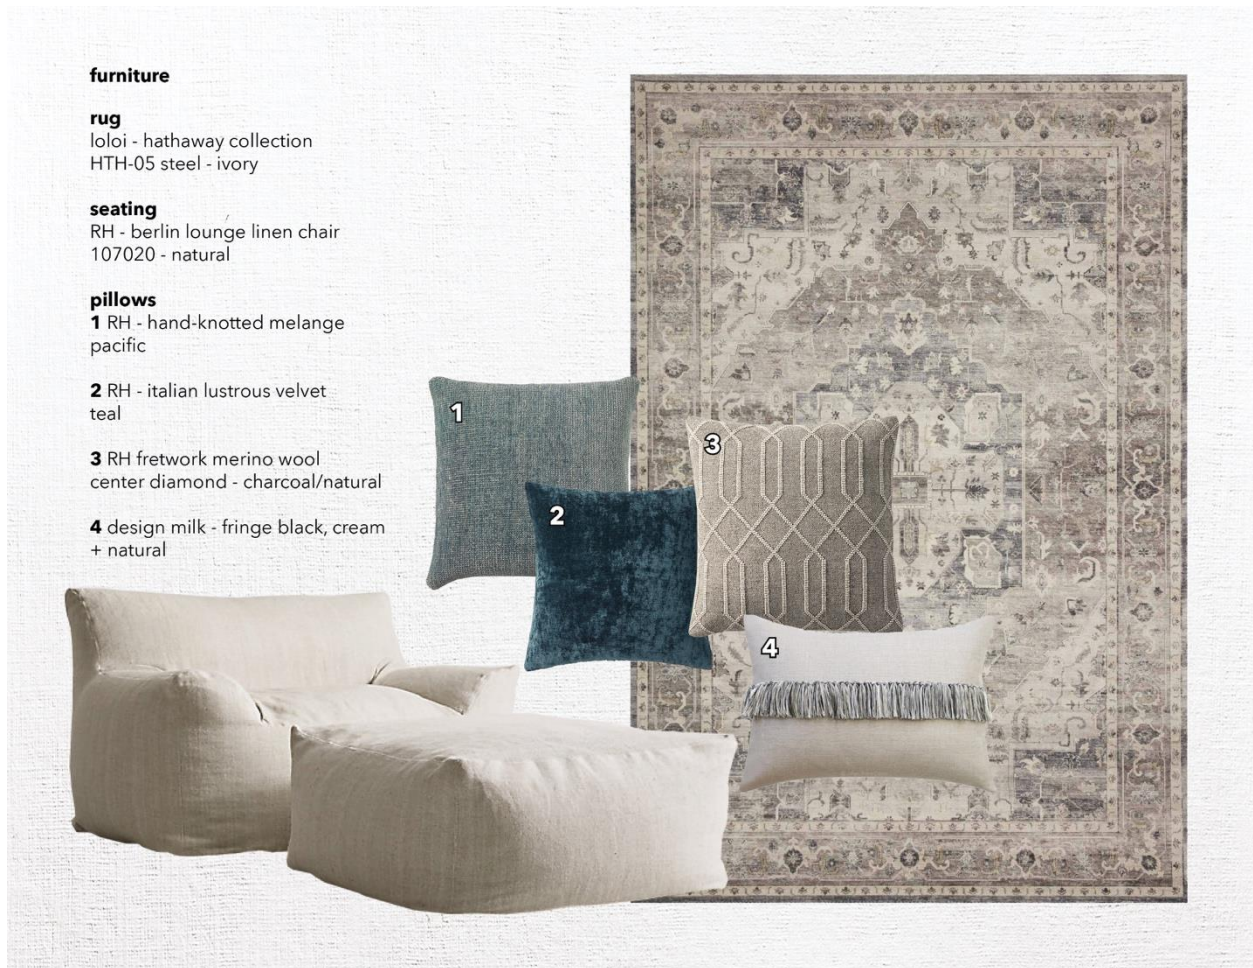 furniture
rug
loloi - hathaway collection
HTH-05 steel - ivory
seating
RH - berlin lounge linen chair
107020 - natural
pillows
1 RH - hand-knotted melange
pacific
2 RH - italian lustrous velvet
teal
3 RH fretwork merino wool
center diamond - charcoal/natural
4 design milk - fringe black, cream
+ natural
1
2
3
4